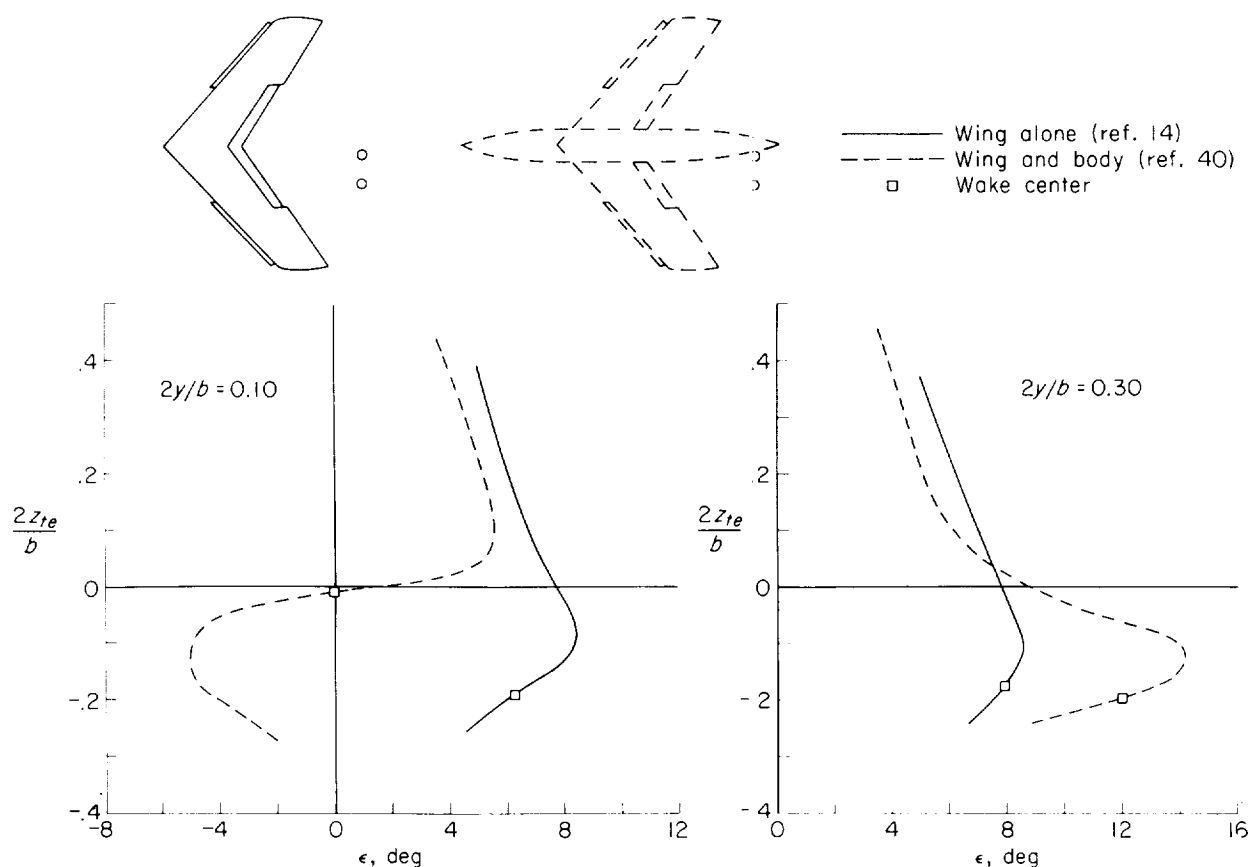 Wing alone (ref. 14)
Wing and body (ref. 40)
Wake center
2y/b = 0.10
2z_te/b
.4
.2
0
-.2
-.4
-8
-4
0
4
8
12
ϵ, deg
2y/b = 0.30
2z_te/b
.4
.2
0
-.2
-.4
0
4
8
12
16
ϵ, deg